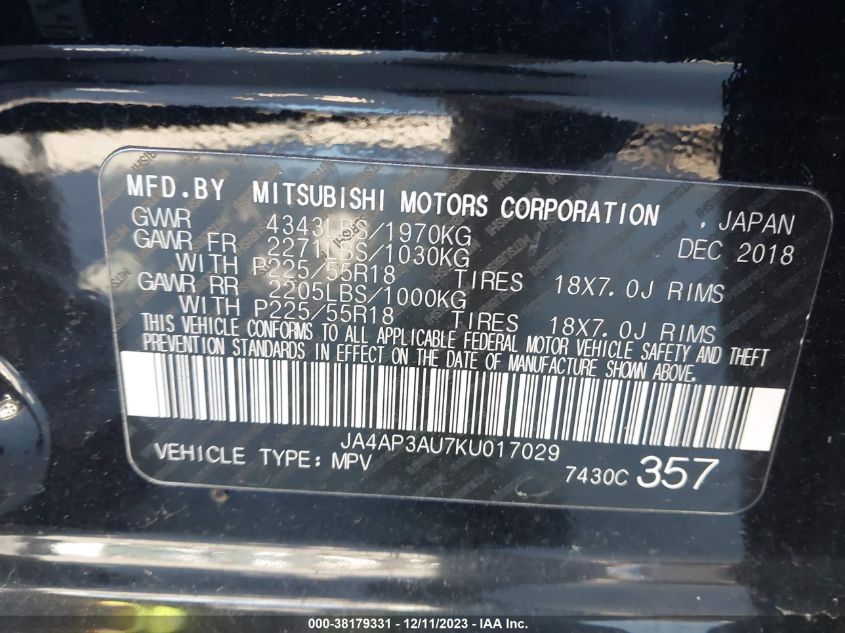 MFD.BY MITSUBISHI MOTORS CORPORATION , JAPAN
GVWR 4343LBS/1970KG DEC 2018
GAWR FR 2271LBS/1030KG
WITH P225/55R18 TIRES 18X7.0J RIMS
GAWR RR 2205LBS/1000KG
WITH P225/55R18 TIRES 18X7.0J RIMS
THIS VEHICLE CONFORMS TO ALL APPLICABLE FEDERAL MOTOR VEHICLE SAFETY AND THEFT
PREVENTION STANDARDS IN EFFECT ON THE DATE OF MANUFACTURE SHOWN ABOVE.
JA4AP3AU7KU017029
VEHICLE TYPE: MPV 7430C 357
000-38179331 - 12/11/2023 - IAA Inc.